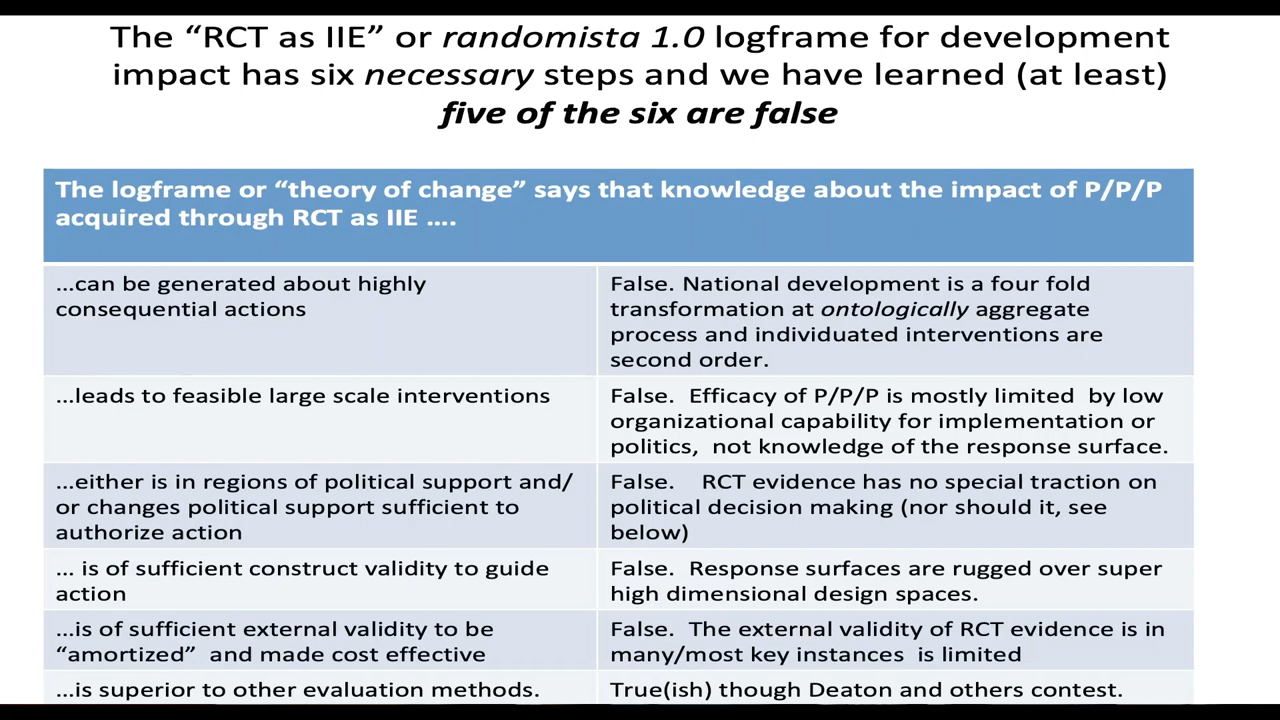 The “RCT as IIE” or randomista 1.0 logframe for development
impact has six necessary steps and we have learned (at least)
five of the six are false
The logframe or “theory of change” says that knowledge about the impact of P/P/P
acquired through RCT as IIE ….
…can be generated about highly
consequential actions
False. National development is a four fold
transformation at ontologically aggregate
process and individuated interventions are
second order.
…leads to feasible large scale interventions
False.  Efficacy of P/P/P is mostly limited  by low
organizational capability for implementation or
politics,  not knowledge of the response surface.
…either is in regions of political support and/
or changes political support sufficient to
authorize action
False.    RCT evidence has no special traction on
political decision making (nor should it, see
below)
… is of sufficient construct validity to guide
action
False.  Response surfaces are rugged over super
high dimensional design spaces.
…is of sufficient external validity to be
“amortized”  and made cost effective
False.  The external validity of RCT evidence is in
many/most key instances  is limited
…is superior to other evaluation methods.
True(ish) though Deaton and others contest.